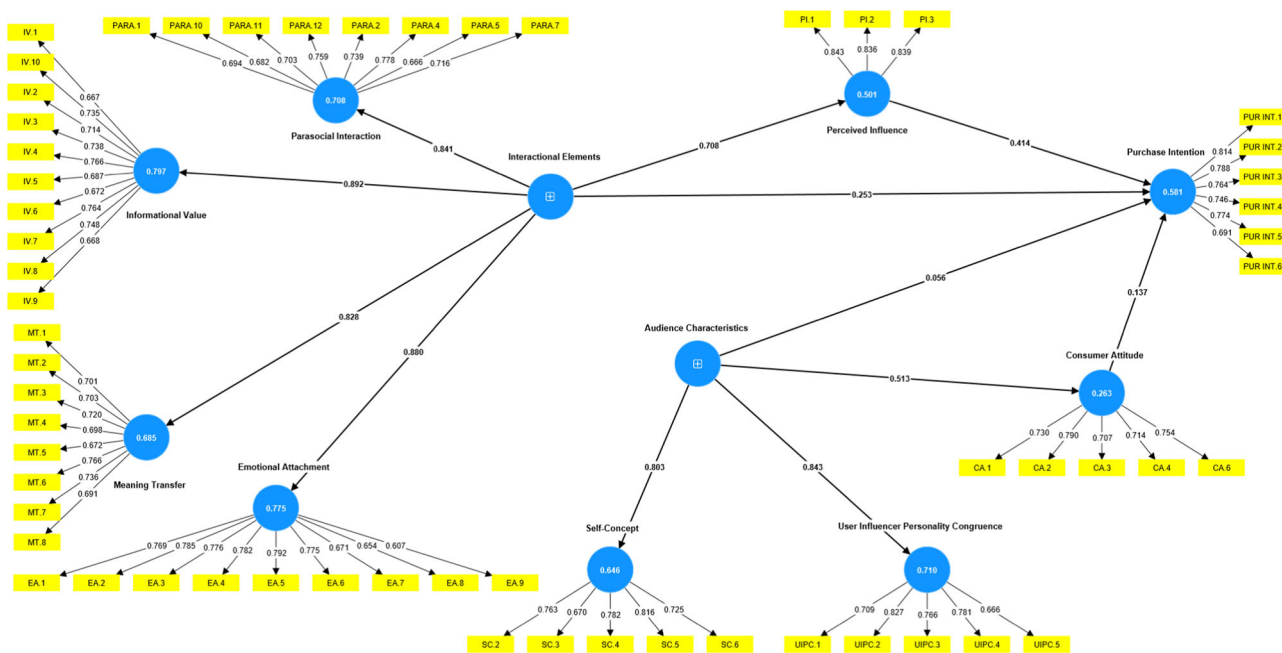 PARA.1 PARA.10 PARA.11 PARA.12 PARA.2 PARA.4 PARA.5 PARA.7
0.694 0.682 0.703 0.759 0.739 0.778 0.666 0.716
0.708
Parasocial Interaction
PI.1 PI.2 PI.3
0.843 0.836 0.839
0.501
Perceived Influence
IV.1
IV.10
IV.2
IV.3
IV.4
IV.5
IV.6
IV.7
IV.8
IV.9
0.667
0.735
0.714
0.738
0.766
0.687
0.672
0.764
0.748
0.668
0.797
Informational Value
0.841
0.892
Interactional Elements
0.708
0.414
0.253
Purchase Intention
0.581
PUR INT.1
PUR INT.2
PUR INT.3
PUR INT.4
PUR INT.5
PUR INT.6
0.814
0.788
0.764
0.746
0.774
0.691
0.056
0.137
0.828
0.880
MT.1
MT.2
MT.3
MT.4
MT.5
MT.6
MT.7
MT.8
0.701
0.703
0.720
0.698
0.672
0.766
0.736
0.691
0.685
Meaning Transfer
Audience Characteristics
0.513
Consumer Attitude
0.263
0.730 0.790 0.707 0.714 0.754
CA.1 CA.2 CA.3 CA.4 CA.6
Emotional Attachment
0.775
0.769 0.785 0.776 0.782 0.792 0.775 0.671 0.654 0.607
EA.1 EA.2 EA.3 EA.4 EA.5 EA.6 EA.7 EA.8 EA.9
0.803
0.843
Self-Concept
0.646
0.763 0.670 0.782 0.816 0.725
SC.2 SC.3 SC.4 SC.5 SC.6
User Influencer Personality Congruence
0.710
0.709 0.827 0.766 0.781 0.666
UIPC.1 UIPC.2 UIPC.3 UIPC.4 UIPC.5